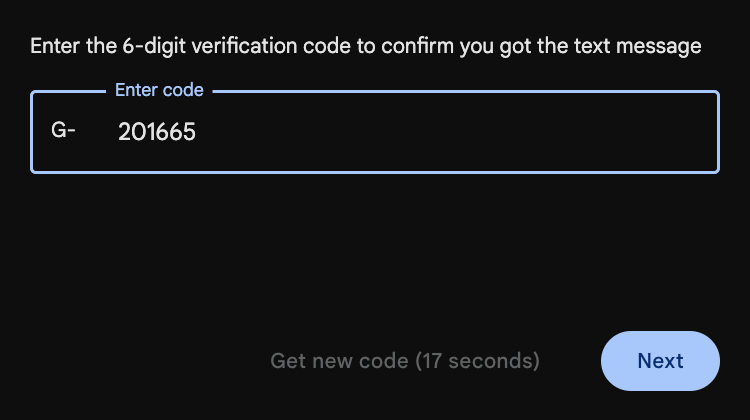 Enter the 6-digit verification code to confirm you got the text message
Enter code
G- 201665
Get new code (17 seconds) Next